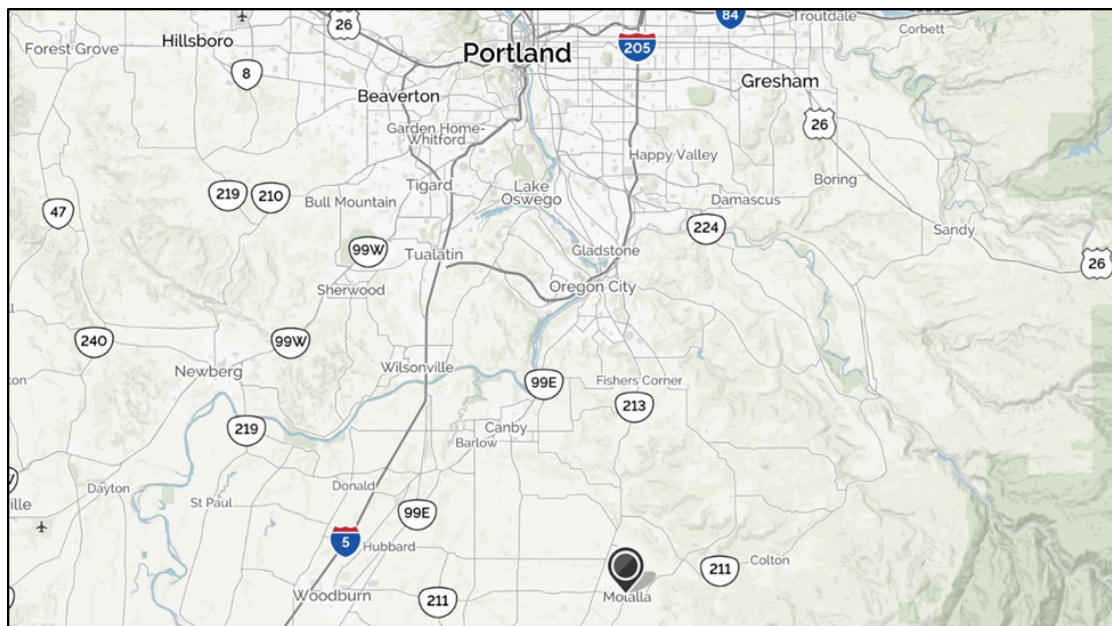 84
Troutdale
26
Corbett
Forest Grove
Hillsboro
Portland
205
8
Gresham
Beaverton
26
Garden Home-
Whitford
Happy Valley
Boring
Tigard
Lake
Oswego
219
210
Bull Mountain
Damascus
47
224
Sandy
99W
Tualatin
Gladstone
26
Sherwood
Oregon City
240
99W
Newberg
Wilsonville
99E
Fishers Corner
213
219
Canby
Barlow
Dayton
Donald
St Paul
99E
5
Hubbard
Colton
211
Woodburn
211
Molalla